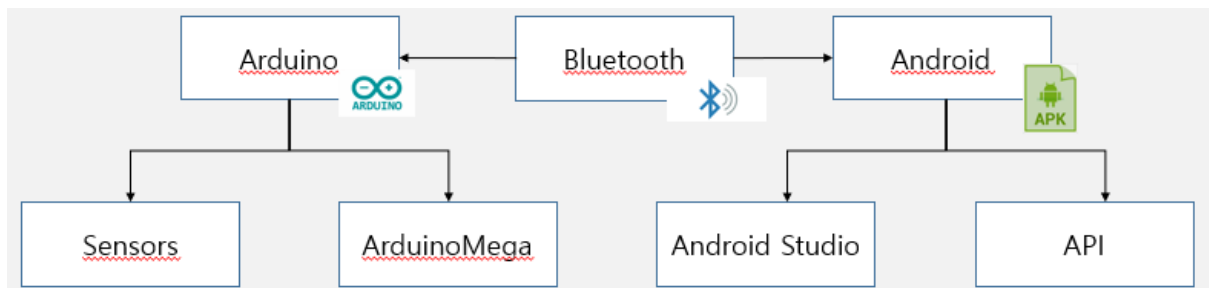 Arduino
Bluetooth
Android
ARDUINO
APK
Sensors
ArduinoMega
Android Studio
API